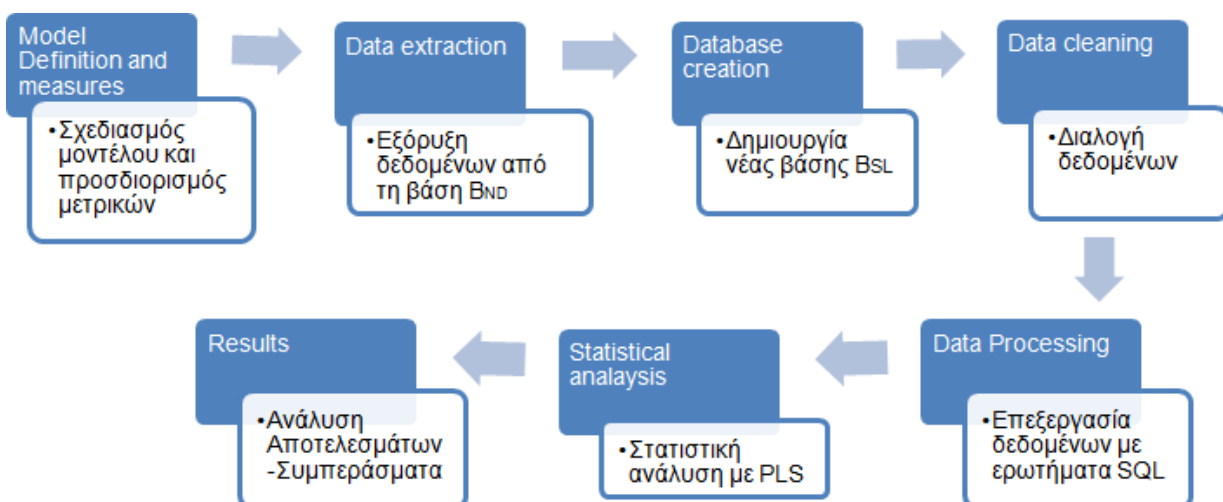 Model
Definition and
measures
•Σχεδιασμός
μοντέλου και
προσδιορισμός
μετρικών
Data extraction
•Εξόρυξη
δεδομένων από
τη βάση BND
Database
creation
•Δημιουργία
νέας βάσης BSL
Data cleaning
•Διαλογή
δεδομένων
Data Processing
•Επεξεργασία
δεδομένων με
ερωτήματα SQL
Statistical
analaysis
•Στατιστική
ανάλυση με PLS
Results
•Ανάλυση
Αποτελεσμάτων
-Συμπεράσματα